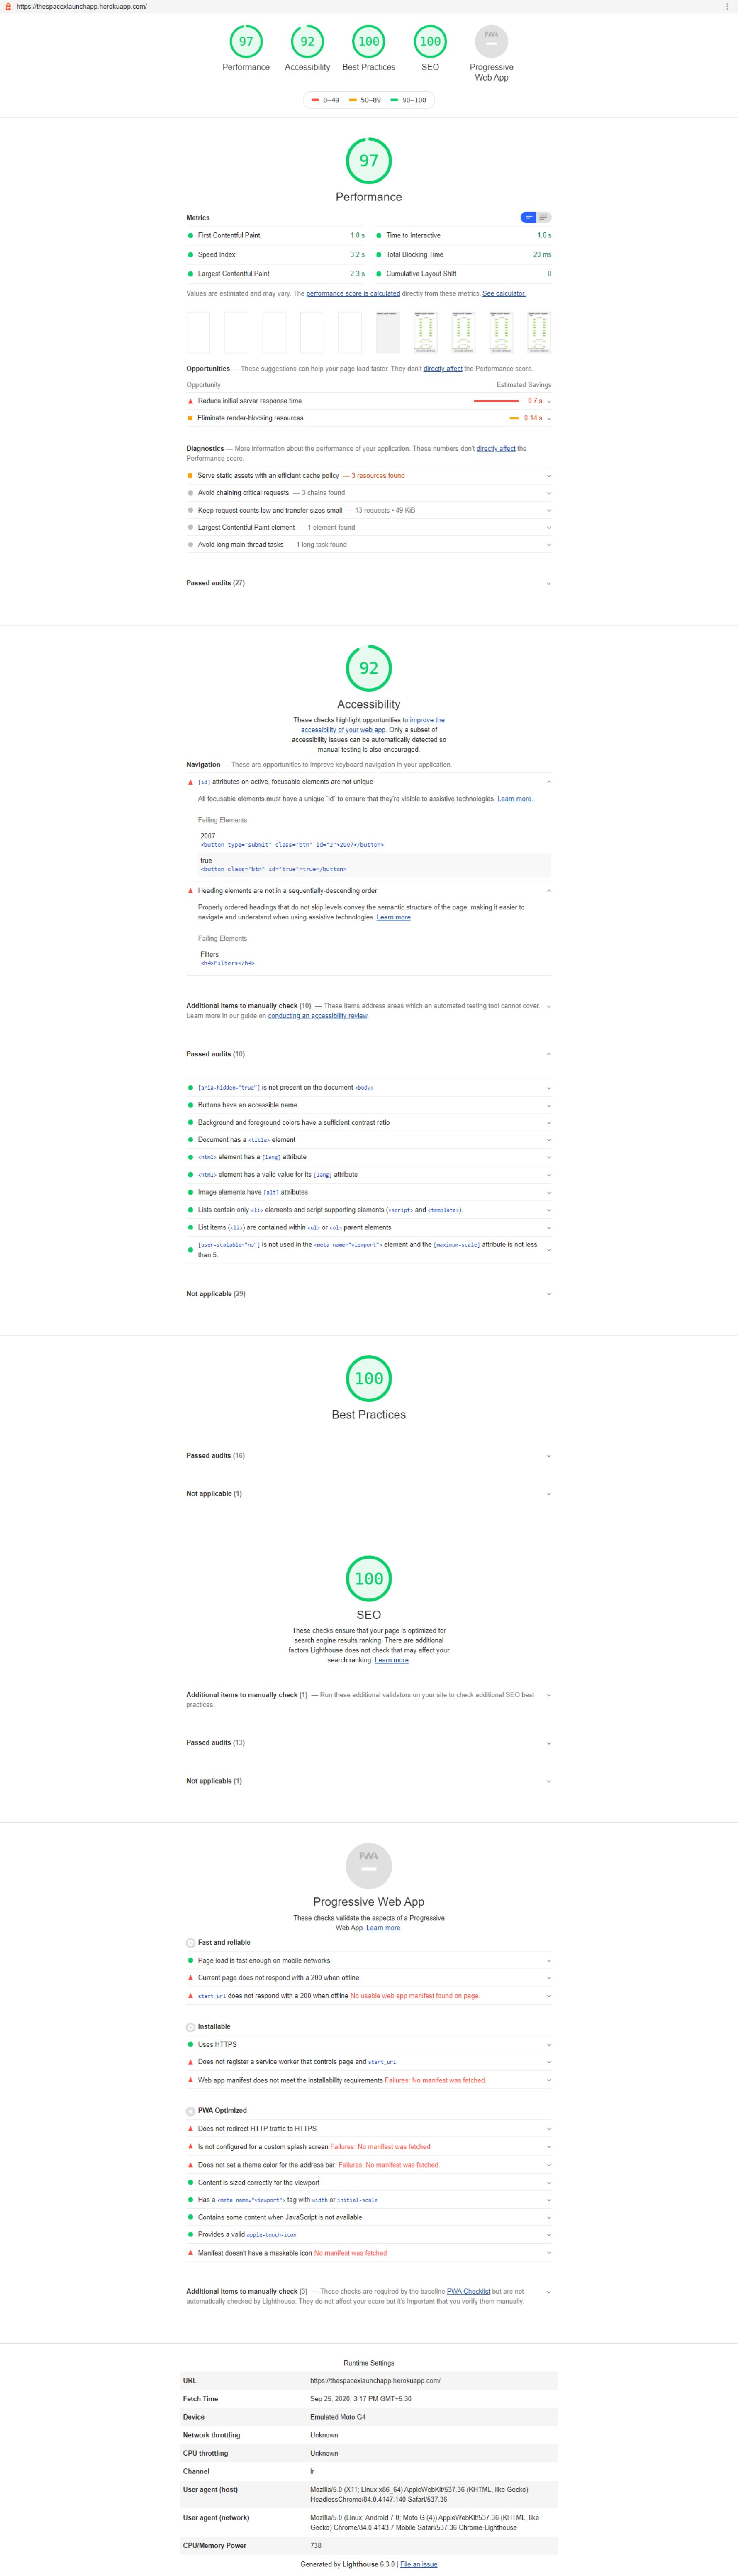 https://thespacexlaunchapp.herokuapp.com/
97
92
100
100
PWA
Performance
Accessibility
Best Practices
SEO
Progressive
Web App
0–49
50–89
90–100
97
Performance
Metrics
First Contentful Paint 1.0 s
Time to Interactive 1.6 s
Speed Index 3.2 s
Total Blocking Time 20 ms
Largest Contentful Paint 2.3 s
Cumulative Layout Shift 0
Values are estimated and may vary. The performance score is calculated directly from these metrics. See calculator.
Opportunities — These suggestions can help your page load faster. They don't directly affect the Performance score.
Opportunity Estimated Savings
Reduce initial server response time 0.7 s
Eliminate render-blocking resources 0.14 s
Diagnostics — More information about the performance of your application. These numbers don't directly affect the
Performance score.
Serve static assets with an efficient cache policy — 3 resources found
Avoid chaining critical requests — 3 chains found
Keep request counts low and transfer sizes small — 13 requests • 49 KiB
Largest Contentful Paint element — 1 element found
Avoid long main-thread tasks — 1 long task found
Passed audits (27)
92
Accessibility
These checks highlight opportunities to improve the
accessibility of your web app. Only a subset of
accessibility issues can be automatically detected so
manual testing is also encouraged.
Navigation — These are opportunities to improve keyboard navigation in your application.
[id] attributes on active, focusable elements are not unique
All focusable elements must have a unique `id` to ensure that they're visible to assistive technologies. Learn more.
Failing Elements
2007
<button type="submit" class="btn" id="2">2007</button>
true
<button class="btn" id="true">true</button>
Heading elements are not in a sequentially-descending order
Properly ordered headings that do not skip levels convey the semantic structure of the page, making it easier to
navigate and understand when using assistive technologies. Learn more.
Failing Elements
Filters
<h4>Filters</h4>
Additional items to manually check (10) — These items address areas which an automated testing tool cannot cover.
Learn more in our guide on conducting an accessibility review.
Passed audits (10)
[aria-hidden="true"] is not present on the document <body>
Buttons have an accessible name
Background and foreground colors have a sufficient contrast ratio
Document has a <title> element
<html> element has a [lang] attribute
<html> element has a valid value for its [lang] attribute
Image elements have [alt] attributes
Lists contain only <li> elements and script supporting elements (<script> and <template>).
List items (<li>) are contained within <ul> or <ol> parent elements
[user-scalable="no"] is not used in the <meta name="viewport"> element and the [maximum-scale] attribute is not less
than 5.
Not applicable (29)
100
Best Practices
Passed audits (16)
Not applicable (1)
100
SEO
These checks ensure that your page is optimized for
search engine results ranking. There are additional
factors Lighthouse does not check that may affect your
search ranking. Learn more.
Additional items to manually check (1) — Run these additional validators on your site to check additional SEO best
practices.
Passed audits (13)
Not applicable (1)
PWA
Progressive Web App
These checks validate the aspects of a Progressive
Web App. Learn more.
Fast and reliable
Page load is fast enough on mobile networks
Current page does not respond with a 200 when offline
start_url does not respond with a 200 when offline No usable web app manifest found on page.
Installable
Uses HTTPS
Does not register a service worker that controls page and start_url
Web app manifest does not meet the installability requirements Failures: No manifest was fetched.
PWA Optimized
Does not redirect HTTP traffic to HTTPS
Is not configured for a custom splash screen Failures: No manifest was fetched.
Does not set a theme color for the address bar. Failures: No manifest was fetched.
Content is sized correctly for the viewport
Has a <meta name="viewport"> tag with width or initial-scale
Contains some content when JavaScript is not available
Provides a valid apple-touch-icon
Manifest doesn't have a maskable icon No manifest was fetched
Additional items to manually check (3) — These checks are required by the baseline PWA Checklist but are not
automatically checked by Lighthouse. They do not affect your score but it's important that you verify them manually.
Runtime Settings
URL https://thespacexlaunchapp.herokuapp.com/
Fetch Time Sep 25, 2020, 3:17 PM GMT+5:30
Device Emulated Moto G4
Network throttling Unknown
CPU throttling Unknown
Channel lr
User agent (host) Mozilla/5.0 (X11; Linux x86_64) AppleWebKit/537.36 (KHTML, like Gecko)
HeadlessChrome/84.0.4147.140 Safari/537.36
User agent (network) Mozilla/5.0 (Linux; Android 7.0; Moto G (4)) AppleWebKit/537.36 (KHTML, like
Gecko) Chrome/84.0.4143.7 Mobile Safari/537.36 Chrome-Lighthouse
CPU/Memory Power 738
Generated by Lighthouse 6.3.0 | File an issue